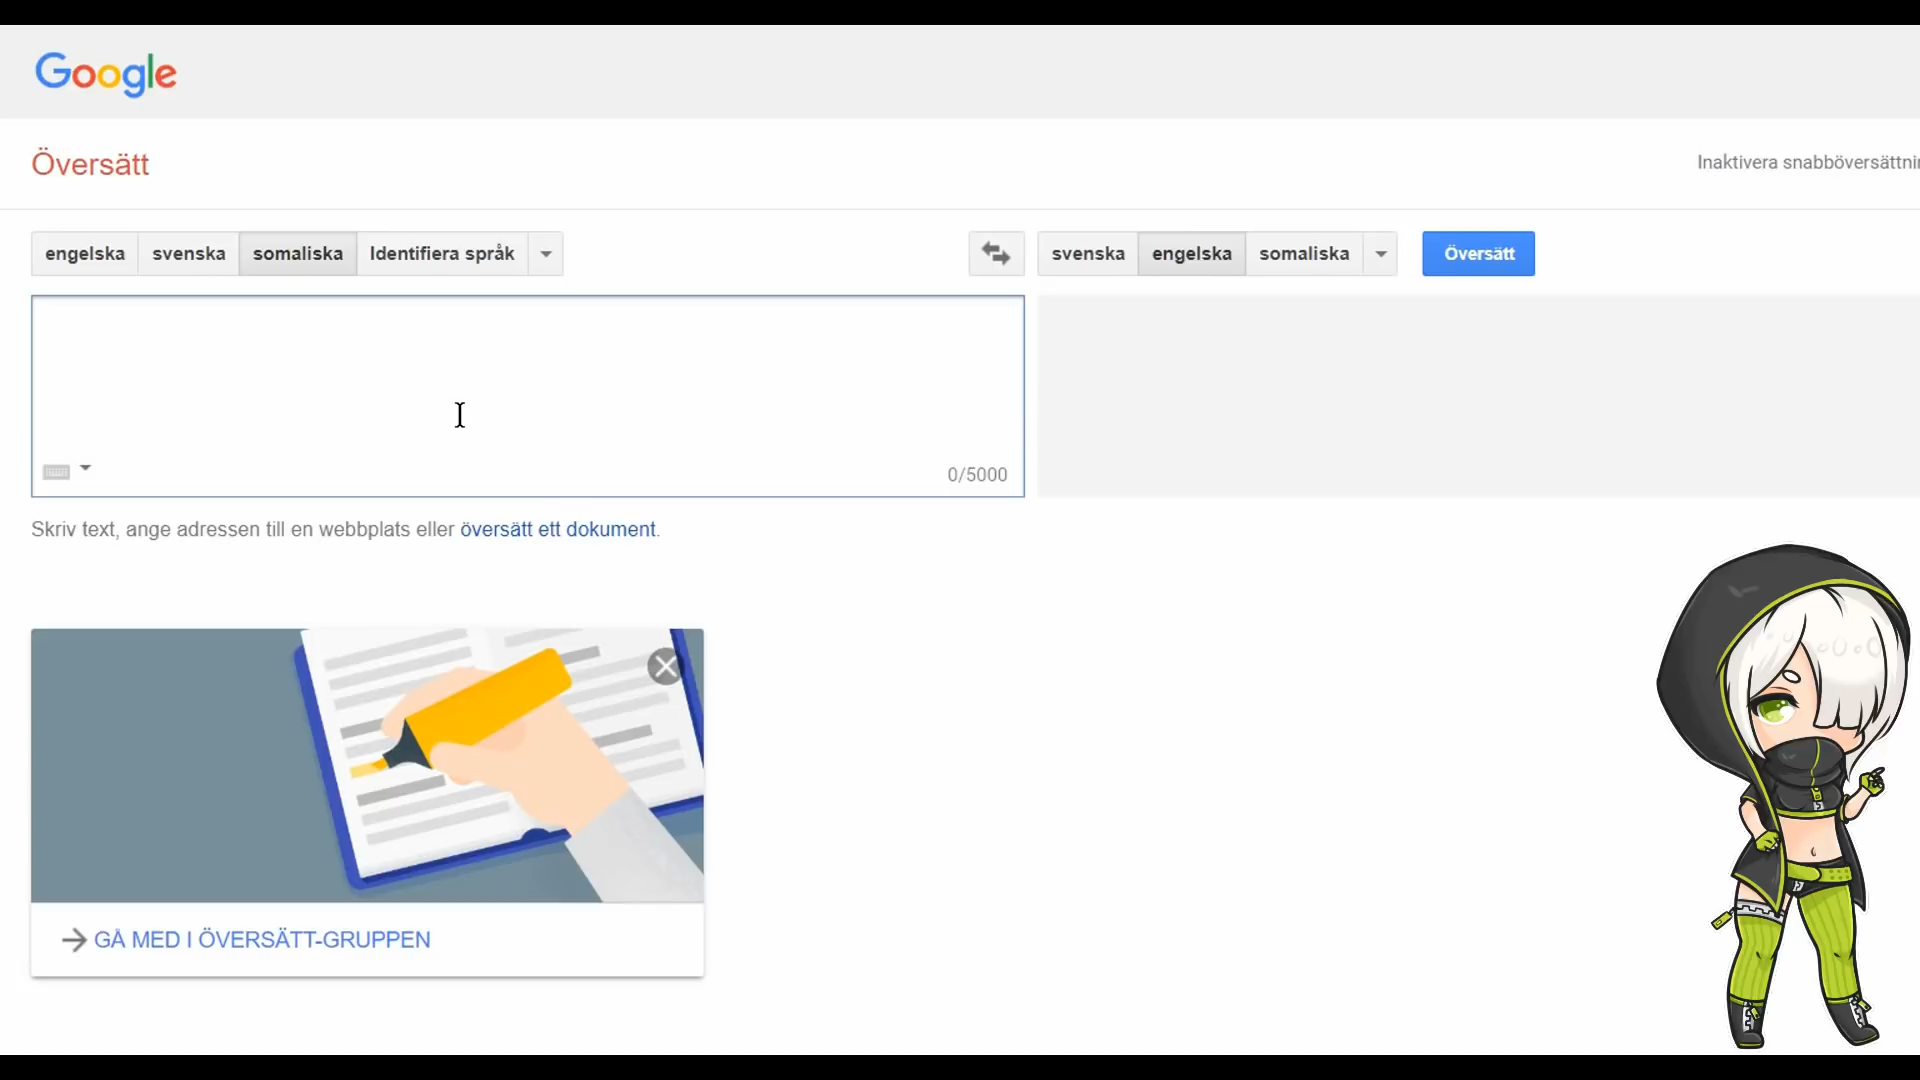 Google
Översätt
Inaktivera snabböversättnin
engelska svenska somaliska Identifiera språk
svenska engelska somaliska Översätt
0/5000
Skriv text, ange adressen till en webbplats eller översätt ett dokument.
GÅ MED I ÖVERSÄTT-GRUPPEN